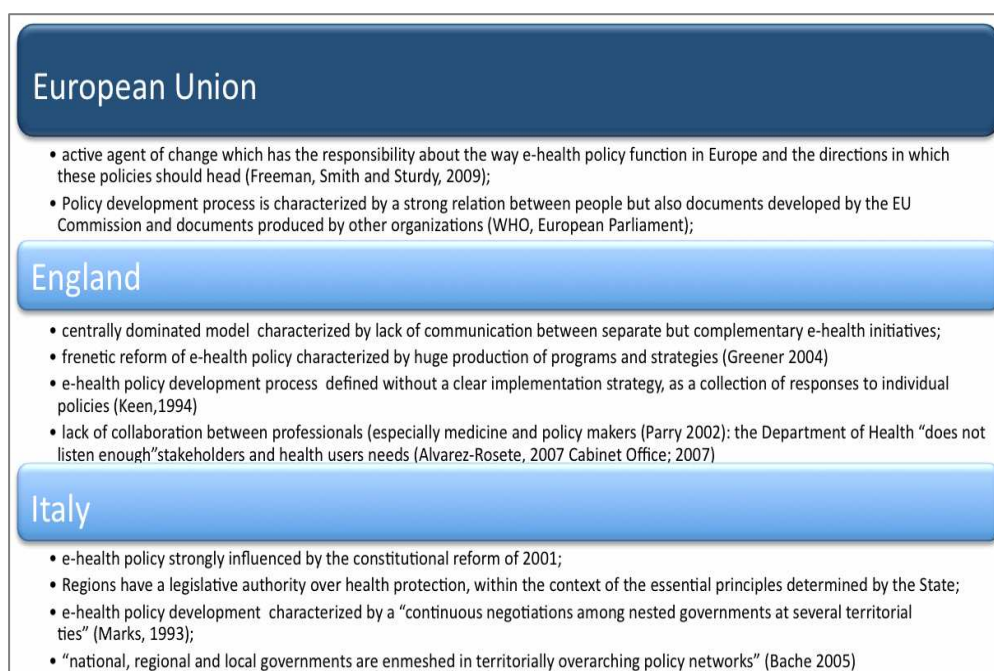 European Union
• active agent of change which has the responsibility about the way e-health policy function in Europe and the directions in which
these policies should head (Freeman, Smith and Sturdy, 2009);
• Policy development process is characterized by a strong relation between people but also documents developed by the EU
Commission and documents produced by other organizations (WHO, European Parliament);
England
• centrally dominated model characterized by lack of communication between separate but complementary e-health initiatives;
• frenetic reform of e-health policy characterized by huge production of programs and strategies (Greener 2004)
• e-health policy development process defined without a clear implementation strategy, as a collection of responses to individual
policies (Keen,1994)
• lack of collaboration between professionals (especially medicine and policy makers (Parry 2002): the Department of Health “does not
listen enough”stakeholders and health users needs (Alvarez-Rosete, 2007 Cabinet Office; 2007)
Italy
• e-health policy strongly influenced by the constitutional reform of 2001;
• Regions have a legislative authority over health protection, within the context of the essential principles determined by the State;
• e-health policy development characterized by a “continuous negotiations among nested governments at several territorial
ties” (Marks, 1993);
• “national, regional and local governments are enmeshed in territorially overarching policy networks” (Bache 2005)